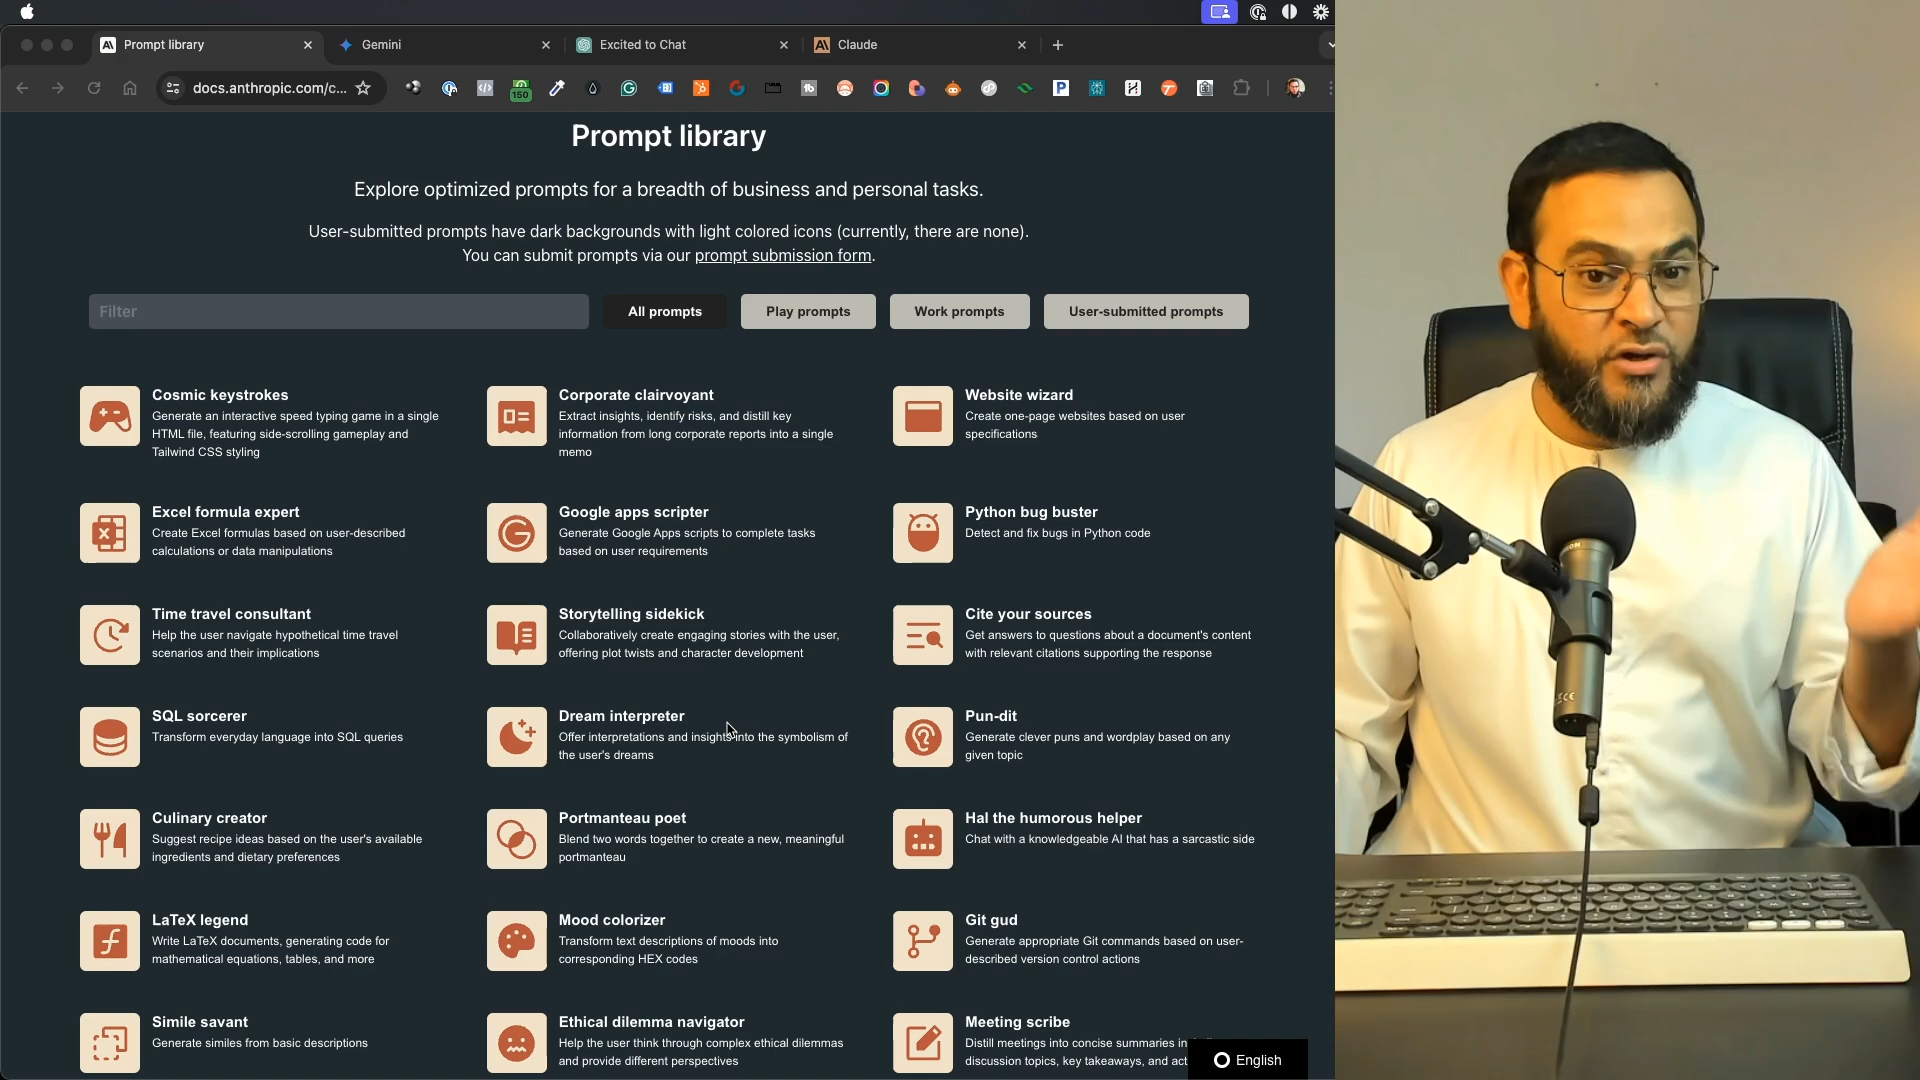 Prompt library
Gemini
Excited to Chat
Claude
docs.anthropic.com/c...
150
Prompt library
Explore optimized prompts for a breadth of business and personal tasks.
User-submitted prompts have dark backgrounds with light colored icons (currently, there are none).
You can submit prompts via our prompt submission form.
Filter
All prompts
Play prompts
Work prompts
User-submitted prompts
Cosmic keystrokes
Generate an interactive speed typing game in a single
HTML file, featuring side-scrolling gameplay and
Tailwind CSS styling
Corporate clairvoyant
Extract insights, identify risks, and distill key
information from long corporate reports into a single
memo
Website wizard
Create one-page websites based on user
specifications
Excel formula expert
Create Excel formulas based on user-described
calculations or data manipulations
Google apps scripter
Generate Google Apps scripts to complete tasks
based on user requirements
Python bug buster
Detect and fix bugs in Python code
Time travel consultant
Help the user navigate hypothetical time travel
scenarios and their implications
Storytelling sidekick
Collaboratively create engaging stories with the user,
offering plot twists and character development
Cite your sources
Get answers to questions about a document's content
with relevant citations supporting the response
SQL sorcerer
Transform everyday language into SQL queries
Dream interpreter
Offer interpretations and insights into the symbolism of
the user's dreams
Pun-dit
Generate clever puns and wordplay based on any
given topic
Culinary creator
Suggest recipe ideas based on the user's available
ingredients and dietary preferences
Portmanteau poet
Blend two words together to create a new, meaningful
portmanteau
Hal the humorous helper
Chat with a knowledgeable AI that has a sarcastic side
LaTeX legend
Write LaTeX documents, generating code for
mathematical equations, tables, and more
Mood colorizer
Transform text descriptions of moods into
corresponding HEX codes
Git gud
Generate appropriate Git commands based on user-
described version control actions
Simile savant
Generate similes from basic descriptions
Ethical dilemma navigator
Help the user think through complex ethical dilemmas
and provide different perspectives
Meeting scribe
Distill meetings into concise summaries
discussion topics, key takeaways, and
English